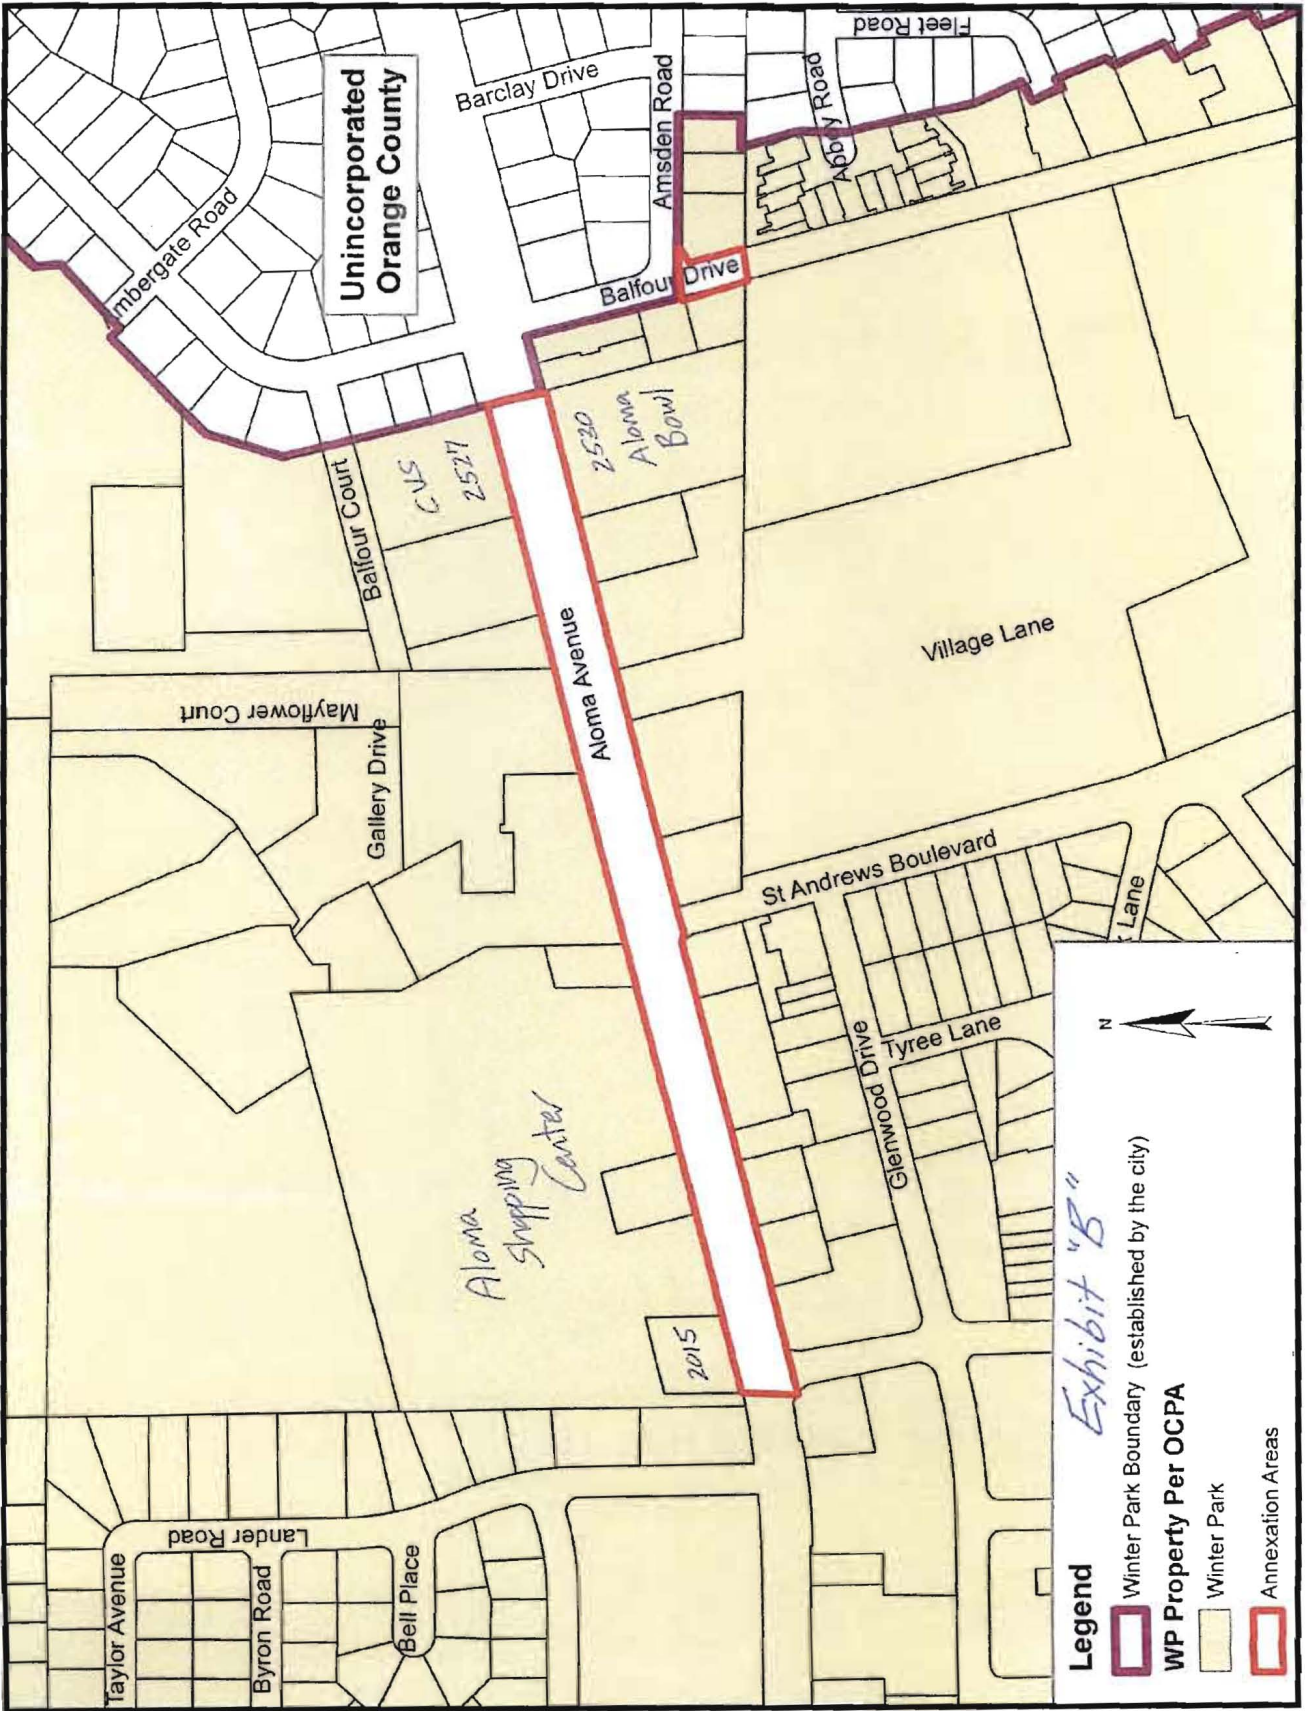 Taylor Avenue
Lander Road
Byron Road
Bell Place
Mayflower Court
Gallery Drive
Balfour Court
mbergate Road
Unincorporated
Orange County
Barclay Drive
Amsden Road
Balfour Drive
Abbey Road
Fleet Road
CVS
2527
2530
Aloma
Bowl
Aloma Avenue
Aloma
Shopping
Center
2015
Village Lane
St Andrews Boulevard
Glenwood Drive
Tyree Lane
Lane
Exhibit "B"
Legend
Winter Park Boundary (established by the city)
WP Property Per OCPA
Winter Park
Annexation Areas
N